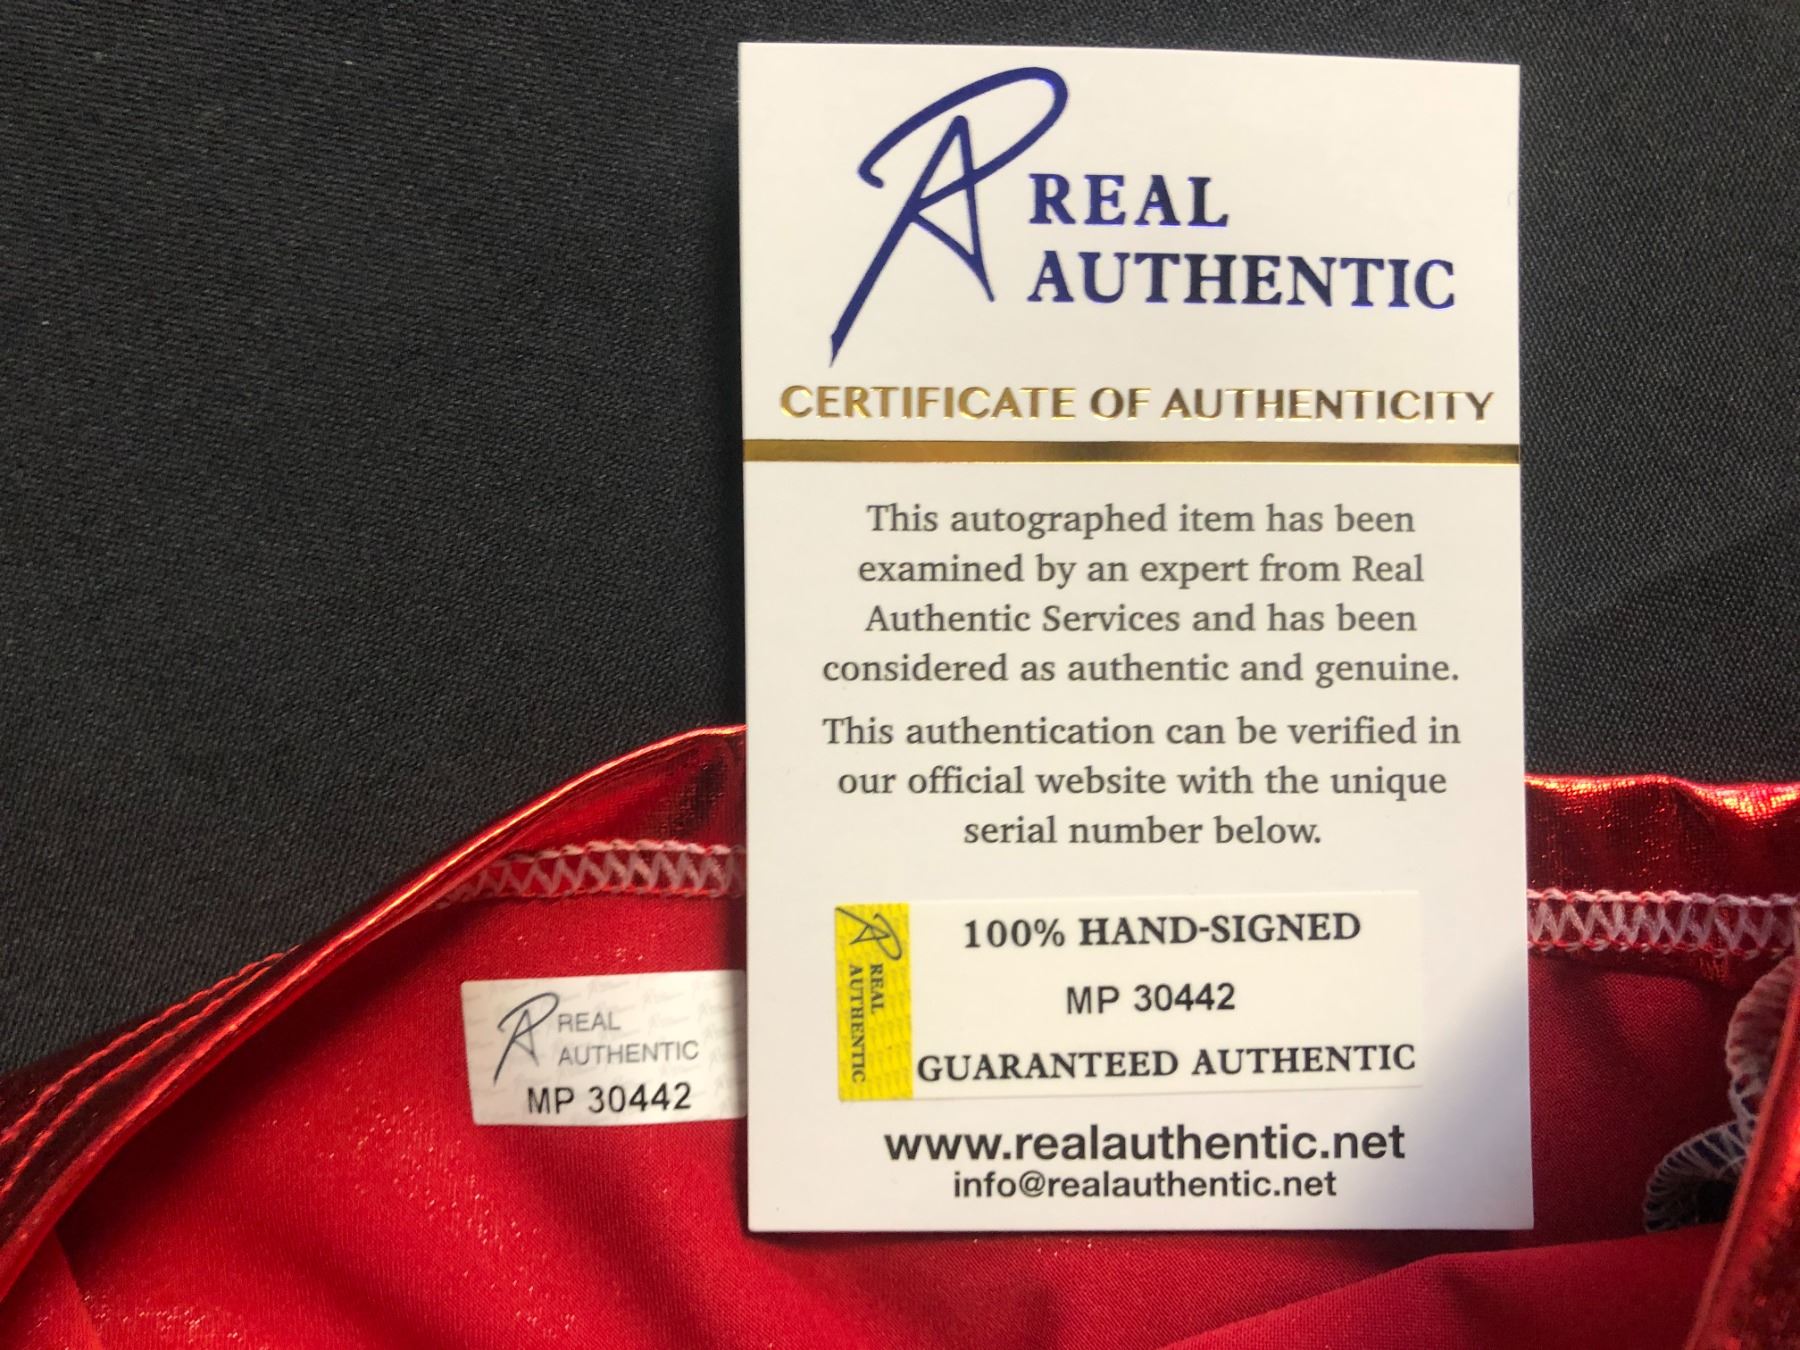 REAL
AUTHENTIC
CERTIFICATE OF AUTHENTICITY
This autographed item has been
examined by an expert from Real
Authentic Services and has been
considered as authentic and genuine.
This authentication can be verified in
our official website with the unique
serial number below.
REAL
AUTHENTIC
100% HAND-SIGNED
MP 30442
GUARANTEED AUTHENTIC
www.realauthentic.net
info@realauthentic.net
REAL
AUTHENTIC
MP 30442